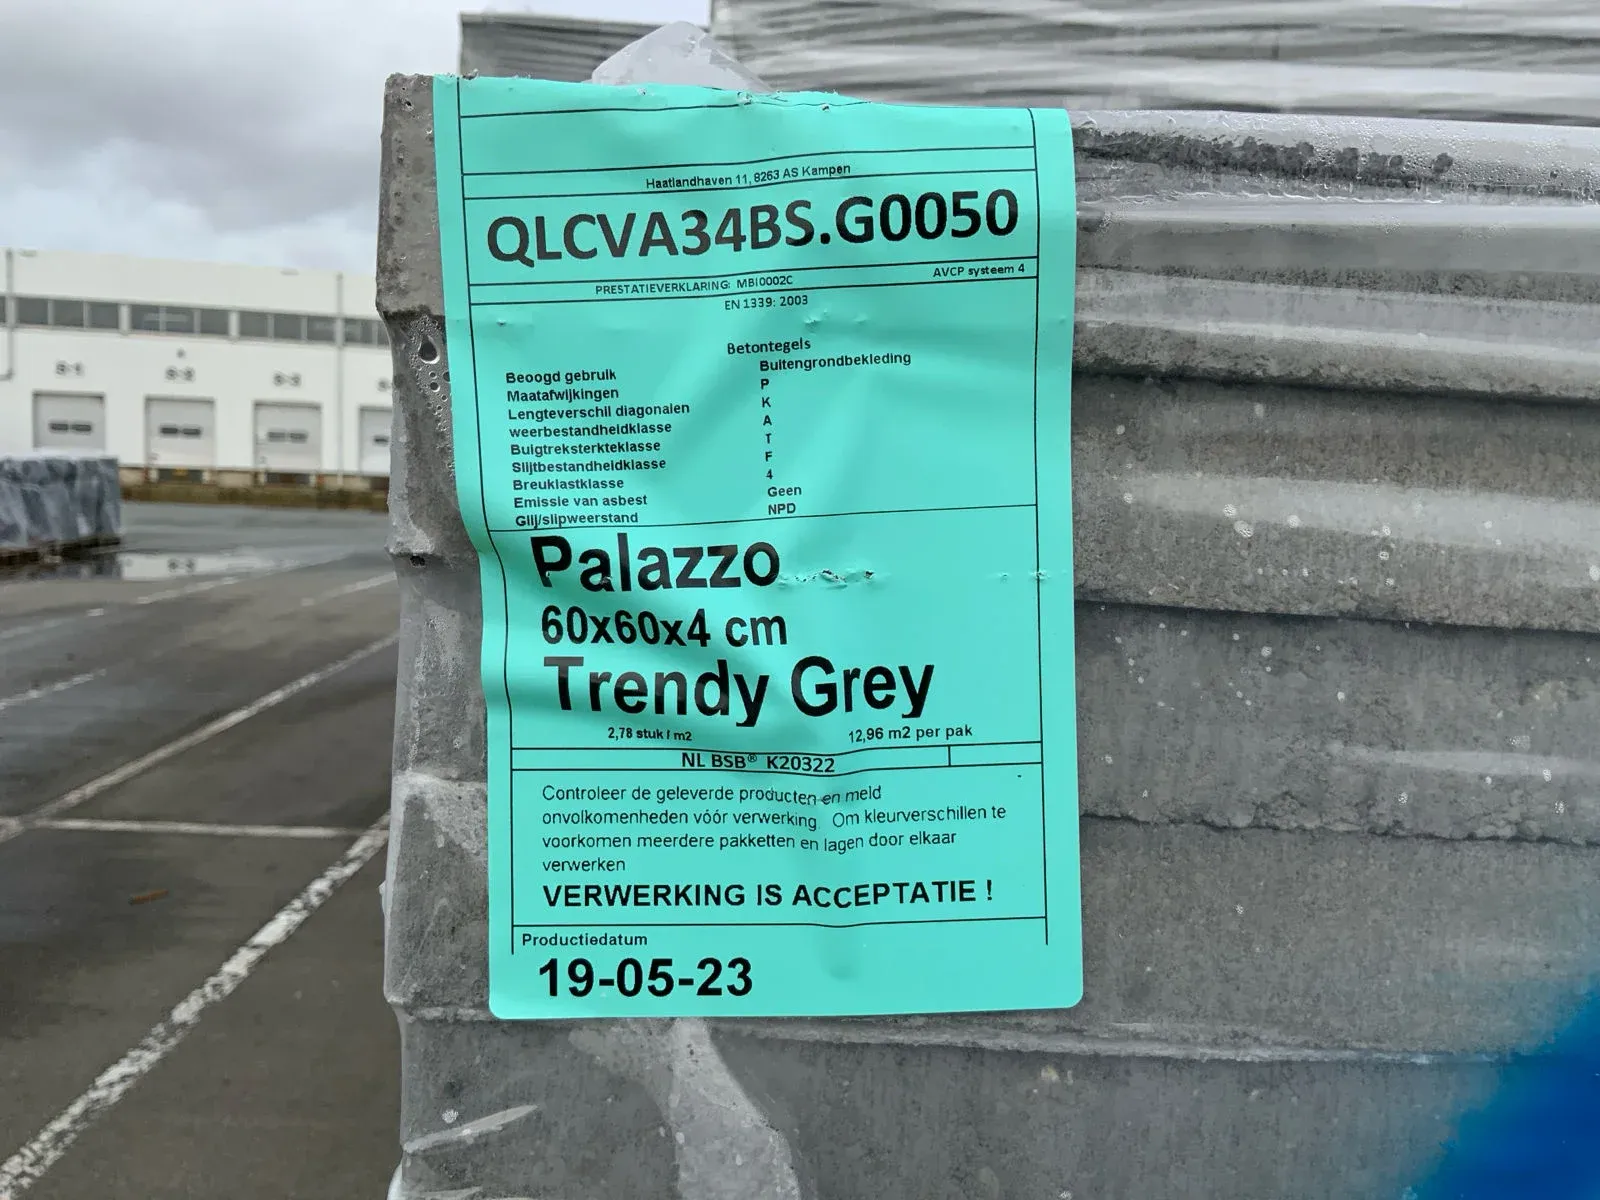 Haatlandhaven 11, 8263 AS Kampen
QLCVA34BS.G0050
PRESTATIEVERKLARING: MBI0002C AVCP systeem 4
EN 1339: 2003
Betontegels
Beoogd gebruik Buitengrondbekleding
Maatafwijkingen P
Lengteverschil diagonalen K
weerbestandheidklasse A
Buigtreksterkteklasse T
Slijtbestandheidklasse F
Breuklastklasse 4
Emissie van asbest Geen
Glij/slipweerstand NPD
Palazzo
60x60x4 cm
Trendy Grey
2,78 stuk / m2 12,96 m2 per pak
NL BSB® K20322
Controleer de geleverde producten en meld
onvolkomenheden vóór verwerking. Om kleurverschillen te
voorkomen meerdere pakketten en lagen door elkaar
verwerken
VERWERKING IS ACCEPTATIE !
Productiedatum
19-05-23